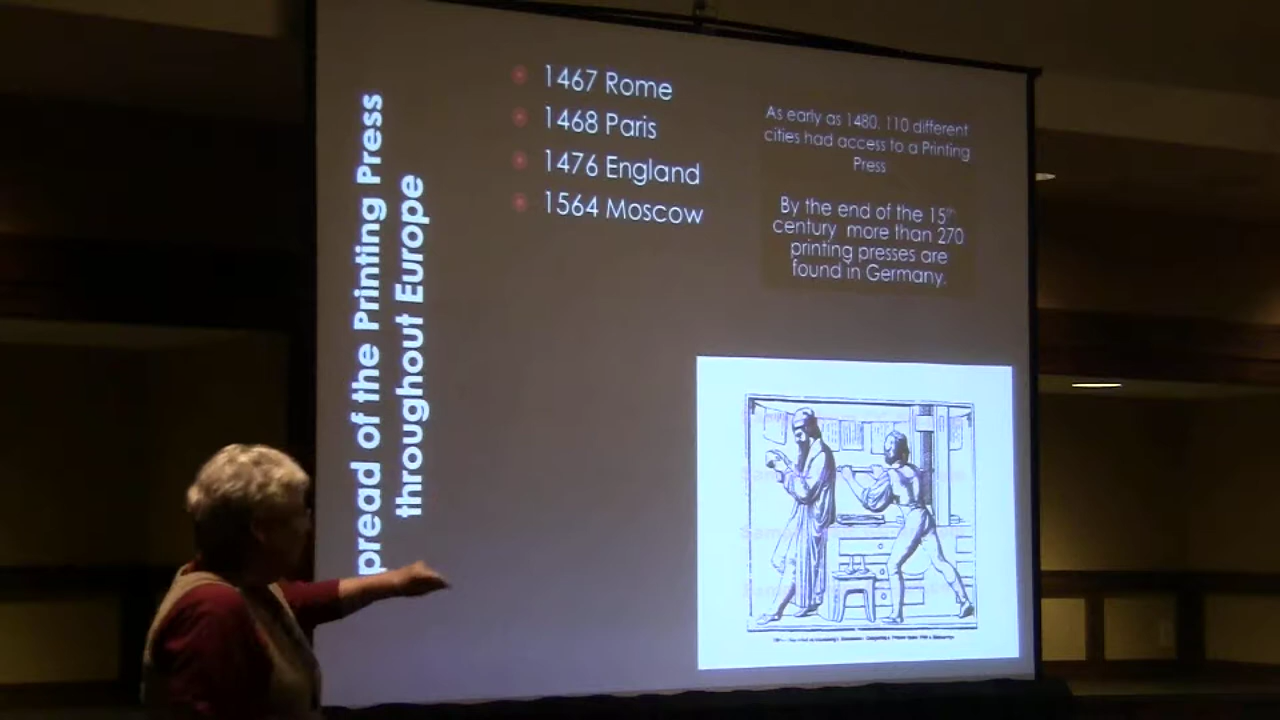 pread of the Printing Press
throughout Europe
1467 Rome
1468 Paris
1476 England
1564 Moscow
As early as 1480, 110 different
cities had access to a Printing
Press
By the end of the 15th
century more than 270
printing presses are
found in Germany.